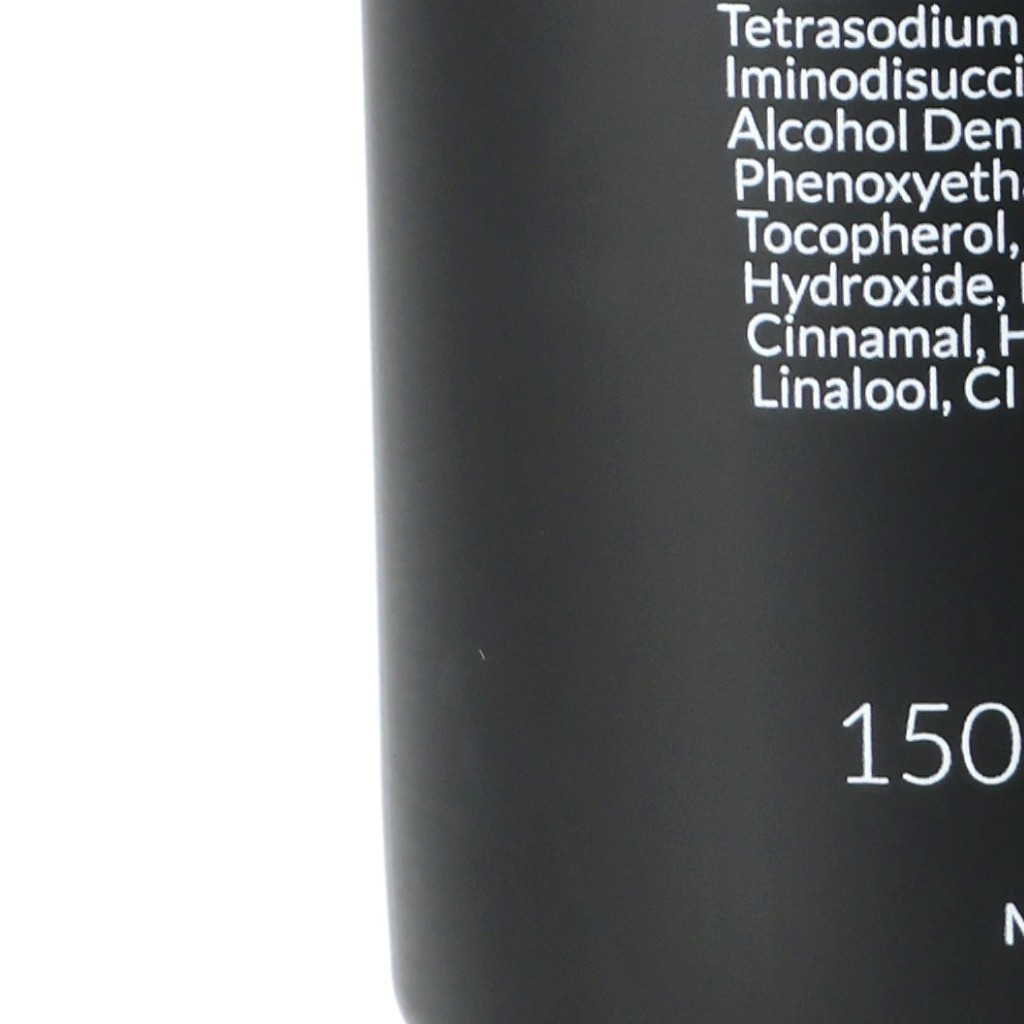 Tetrasodium
Iminodisucci
Alcohol Den
Phenoxyeth
Tocopherol,
Hydroxide,
Cinnamal, H
Linalool, CI
150